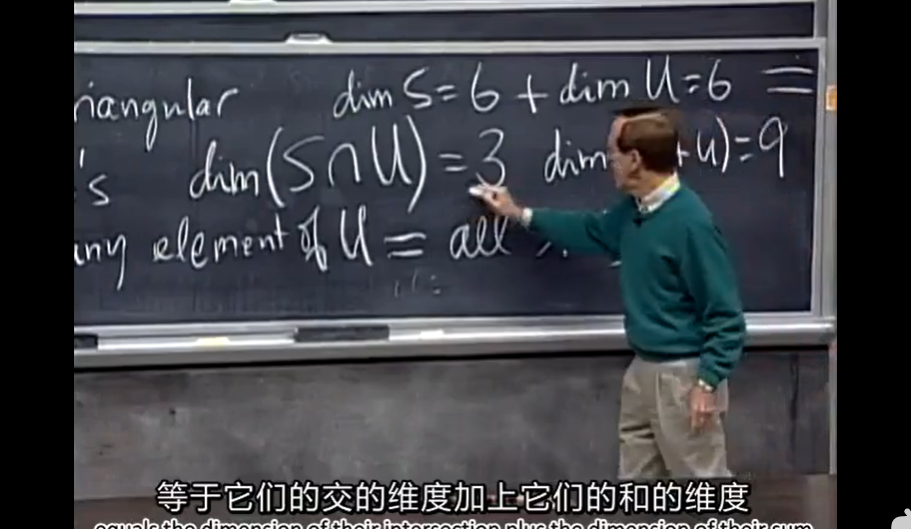 riangular dim S = 6 + dim U = 6 =
's dim(S ∩ U) = 3 dim +U) = 9
any element of U = all
等于它们的交的维度加上它们的和的维度
equals the dimension of their intersection plus the dimension of their sum